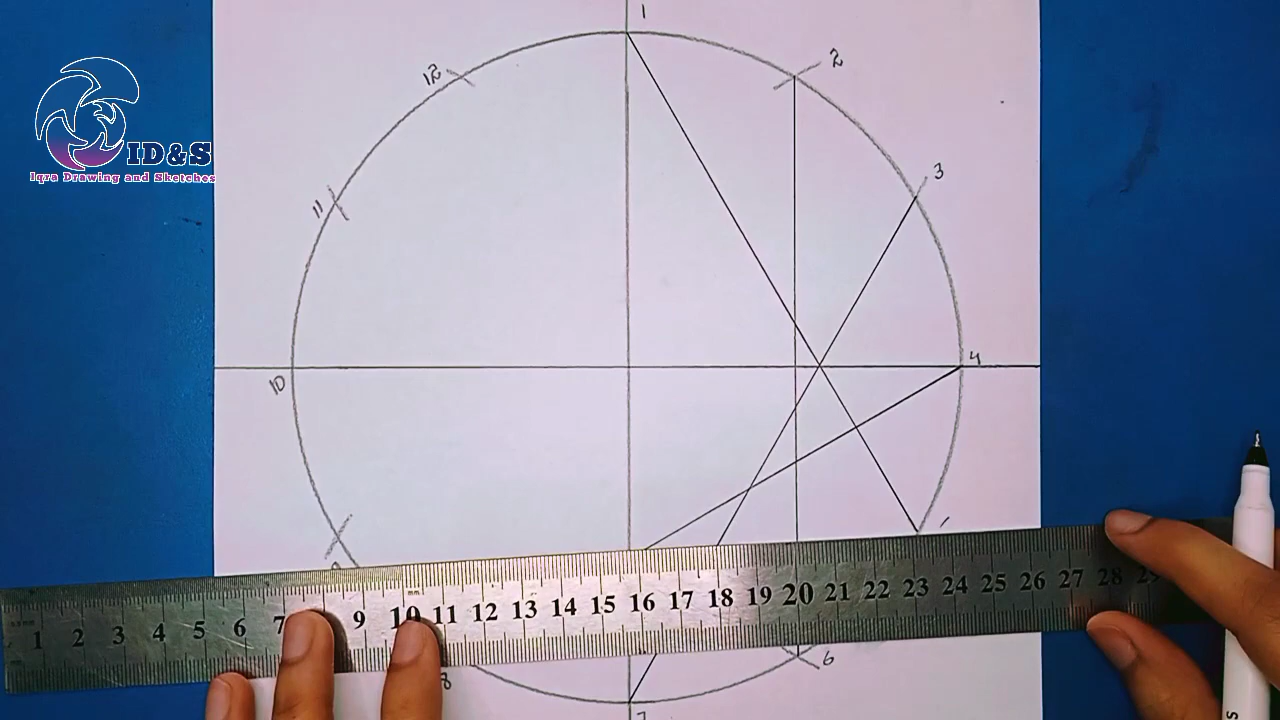 1
2
12
ID&S
Iqra Drawing and Sketches
3
11
4
10
1 2 3 4 5 6 7 9 10 11 12 13 14 15 16 17 18 19 20 21 22 23 24 25 26 27 28 29
mm
6
8
7